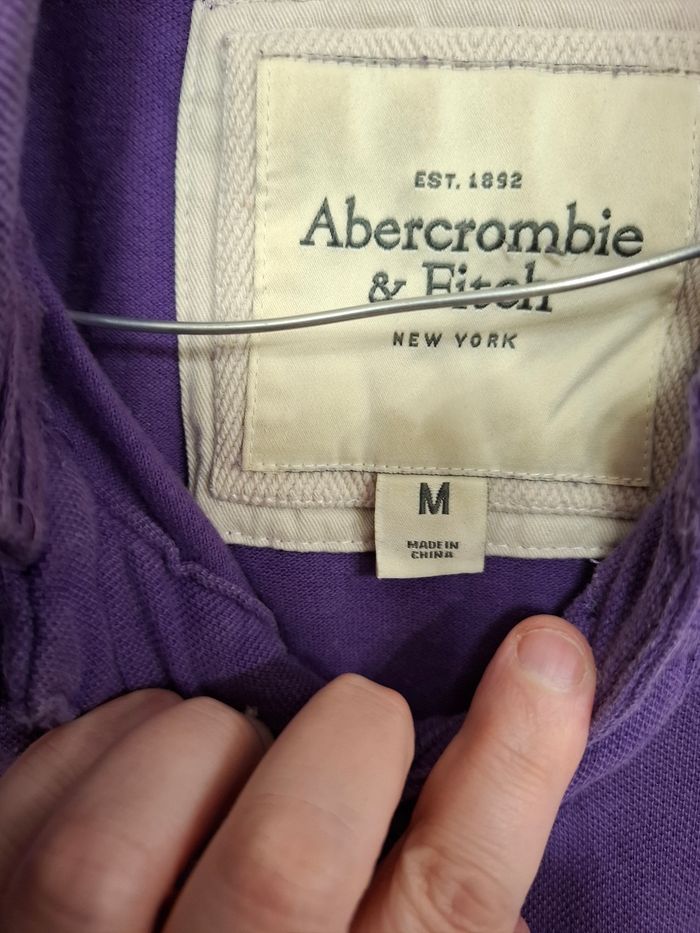 EST. 1892
Abercrombie
& Fitch
NEW YORK
M
MADE IN
CHINA